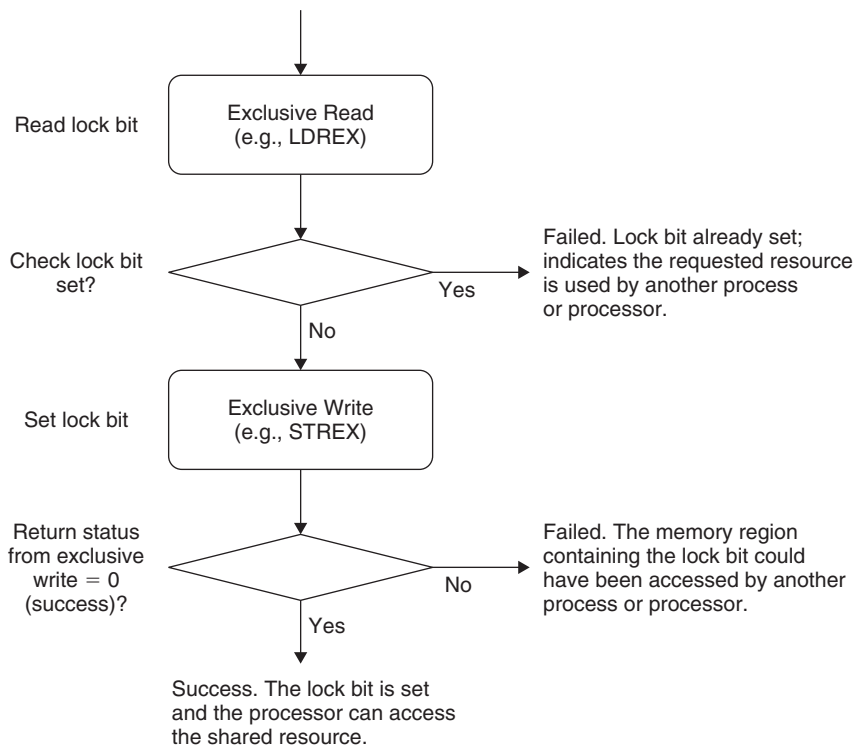 Read lock bit
Exclusive Read
(e.g., LDREX)
Check lock bit
set?
Yes
Failed. Lock bit already set;
indicates the requested resource
is used by another process
or processor.
No
Set lock bit
Exclusive Write
(e.g., STREX)
Return status
from exclusive
write = 0
(success)?
No
Failed. The memory region
containing the lock bit could
have been accessed by another
process or processor.
Yes
Success. The lock bit is set
and the processor can access
the shared resource.